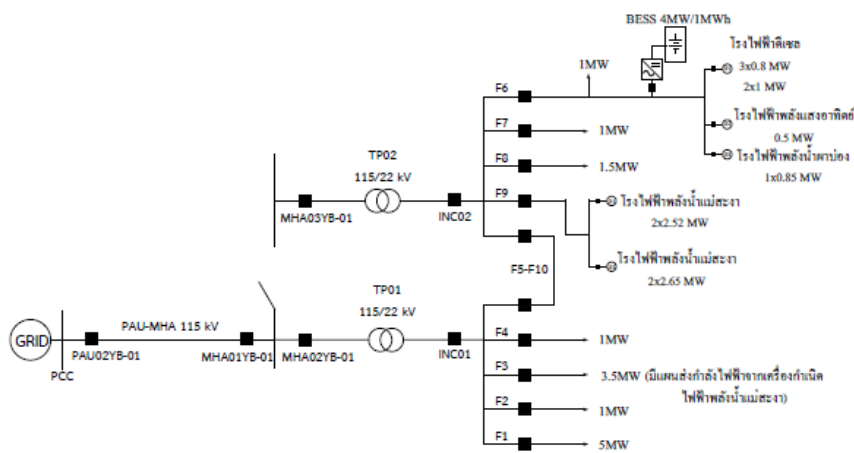 BESS 4MW/1MWh
โรงไฟฟ้าดีเซล
3x0.8 MW
2x1 MW
1MW
F6
โรงไฟฟ้าพลังแสงอาทิตย์
0.5 MW
F7
1MW
โรงไฟฟ้าพลังน้ำผาบ่อง
1x0.85 MW
TP02
115/22 kV
F8
1.5MW
F9
MHA03YB-01
INC02
โรงไฟฟ้าพลังน้ำแม่สะงา
2x2.52 MW
โรงไฟฟ้าพลังน้ำแม่สะงา
2x2.65 MW
F5-F10
TP01
115/22 kV
GRID
PCC
PAU-MHA 115 kV
PAU02YB-01
MHA01YB-01
MHA02YB-01
INC01
F4
1MW
F3
3.5MW (มีแผนส่งกำลังไฟฟ้าจากเครื่องกำเนิด
ไฟฟ้าพลังน้ำแม่สะงา)
F2
1MW
F1
5MW